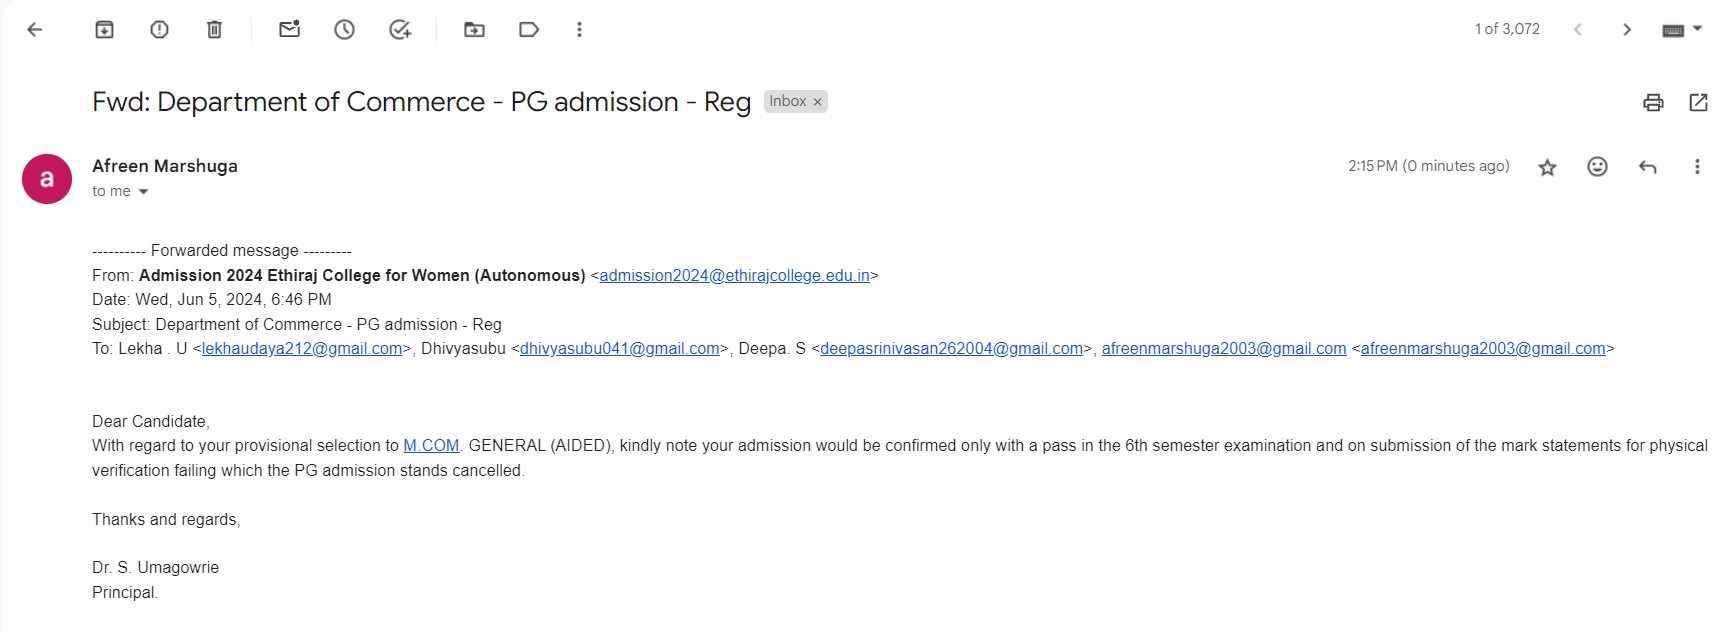 1 of 3,072
Fwd: Department of Commerce - PG admission - Reg Inbox ×
a
Afreen Marshuga
2:15 PM (0 minutes ago)
to me
---------- Forwarded message ---------
From: Admission 2024 Ethiraj College for Women (Autonomous) <admission2024@ethirajcollege.edu.in>
Date: Wed, Jun 5, 2024, 6:46 PM
Subject: Department of Commerce - PG admission - Reg
To: Lekha . U <lekhaudaya212@gmail.com>, Dhivyasubu <dhivyasubu041@gmail.com>, Deepa. S <deepasrinivasan262004@gmail.com>, afreenmarshuga2003@gmail.com <afreenmarshuga2003@gmail.com>
Dear Candidate,
With regard to your provisional selection to M.COM. GENERAL (AIDED), kindly note your admission would be confirmed only with a pass in the 6th semester examination and on submission of the mark statements for physical
verification failing which the PG admission stands cancelled.
Thanks and regards,
Dr. S. Umagowrie
Principal.